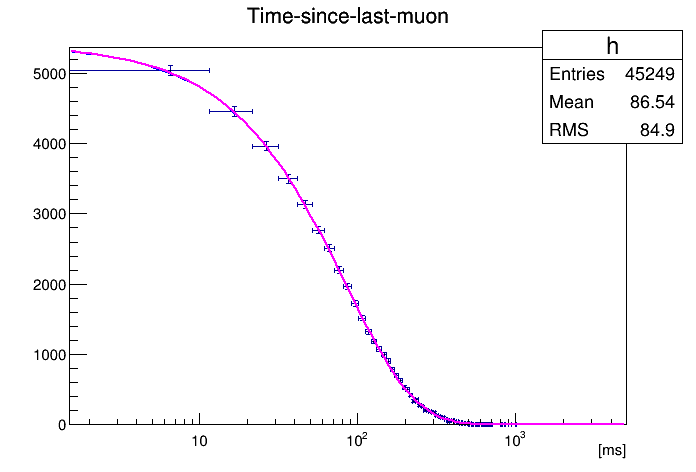 Time-since-last-muon
h
Entries 45249
Mean 86.54
RMS 84.9
5000
4000
3000
2000
1000
0
10 10² 10³
[ms]